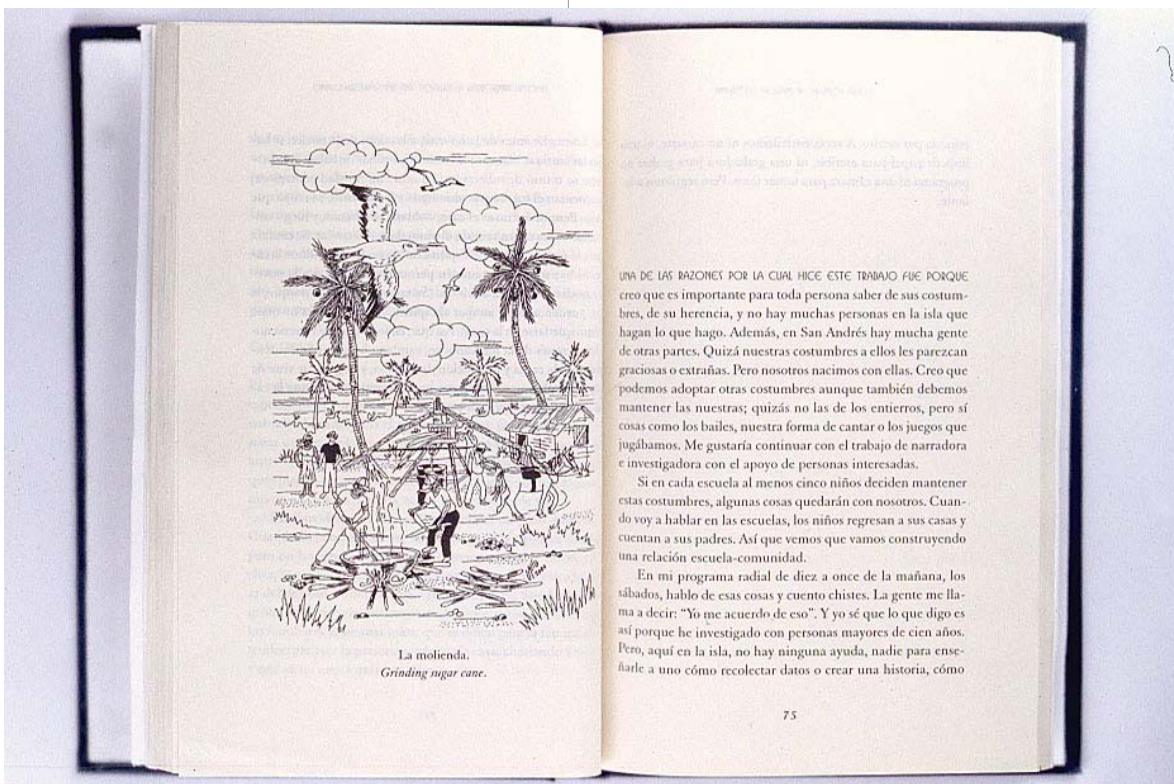 La molienda.
Grinding sugar cane.
UNA DE LAS RAZONES POR LA CUAL HICE ESTE TRABAJO FUE PORQUE
creo que es importante para toda persona saber de sus costum-
bres, de su herencia, y no hay muchas personas en la isla que
hagan lo que hago. Además, en San Andrés hay mucha gente
de otras partes. Quizá nuestras costumbres a ellos les parezcan
graciosas o extrañas. Pero nosotros nacimos con ellas. Creo que
podemos adoptar otras costumbres aunque también debemos
mantener las nuestras; quizás no las de los entierros, pero sí
cosas como los bailes, nuestra forma de cantar o los juegos que
jugábamos. Me gustaría continuar con el trabajo de narradora
e investigadora con el apoyo de personas interesadas.
Si en cada escuela al menos cinco niños deciden mantener
estas costumbres, algunas cosas quedarán con nosotros. Cuan-
do voy a hablar en las escuelas, los niños regresan a sus casas y
cuentan a sus padres. Así que vemos que vamos construyendo
una relación escuela-comunidad.
En mi programa radial de diez a once de la mañana, los
sábados, hablo de esas cosas y cuento chistes. La gente me lla-
ma a decir: “Yo me acuerdo de eso”. Y yo sé que lo que digo es
así porque he investigado con personas mayores de cien años.
Pero, aquí en la isla, no hay ninguna ayuda, nadie para ense-
ñarle a uno cómo recolectar datos o crear una historia, cómo
75